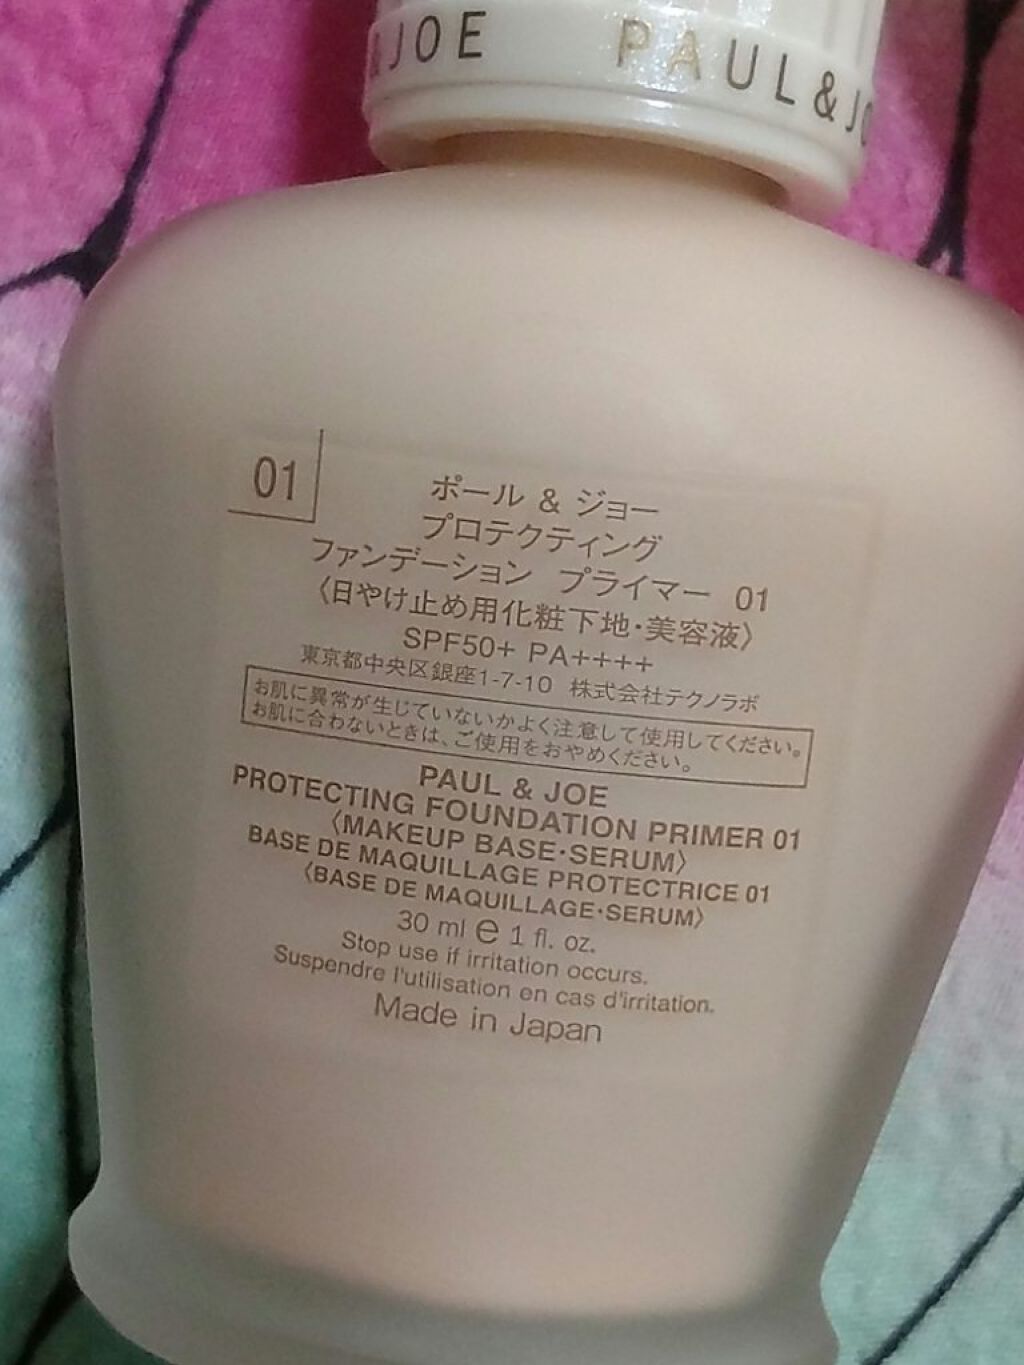 &JOE PAUL&JO
01
ポール & ジョー
プロテクティング
ファンデーション プライマー 01
〈日やけ止め用化粧下地・美容液〉
SPF50+ PA++++
東京都中央区銀座1-7-10 株式会社テクノラボ
お肌に異常が生じていないかよく注意して使用してください。
お肌に合わないときは、ご使用をおやめください。
PAUL & JOE
PROTECTING FOUNDATION PRIMER 01
〈MAKEUP BASE·SERUM〉
BASE DE MAQUILLAGE PROTECTRICE 01
〈BASE DE MAQUILLAGE·SERUM〉
30 ml e 1 fl. oz.
Stop use if irritation occurs.
Suspendre l'utilisation en cas d'irritation.
Made in Japan